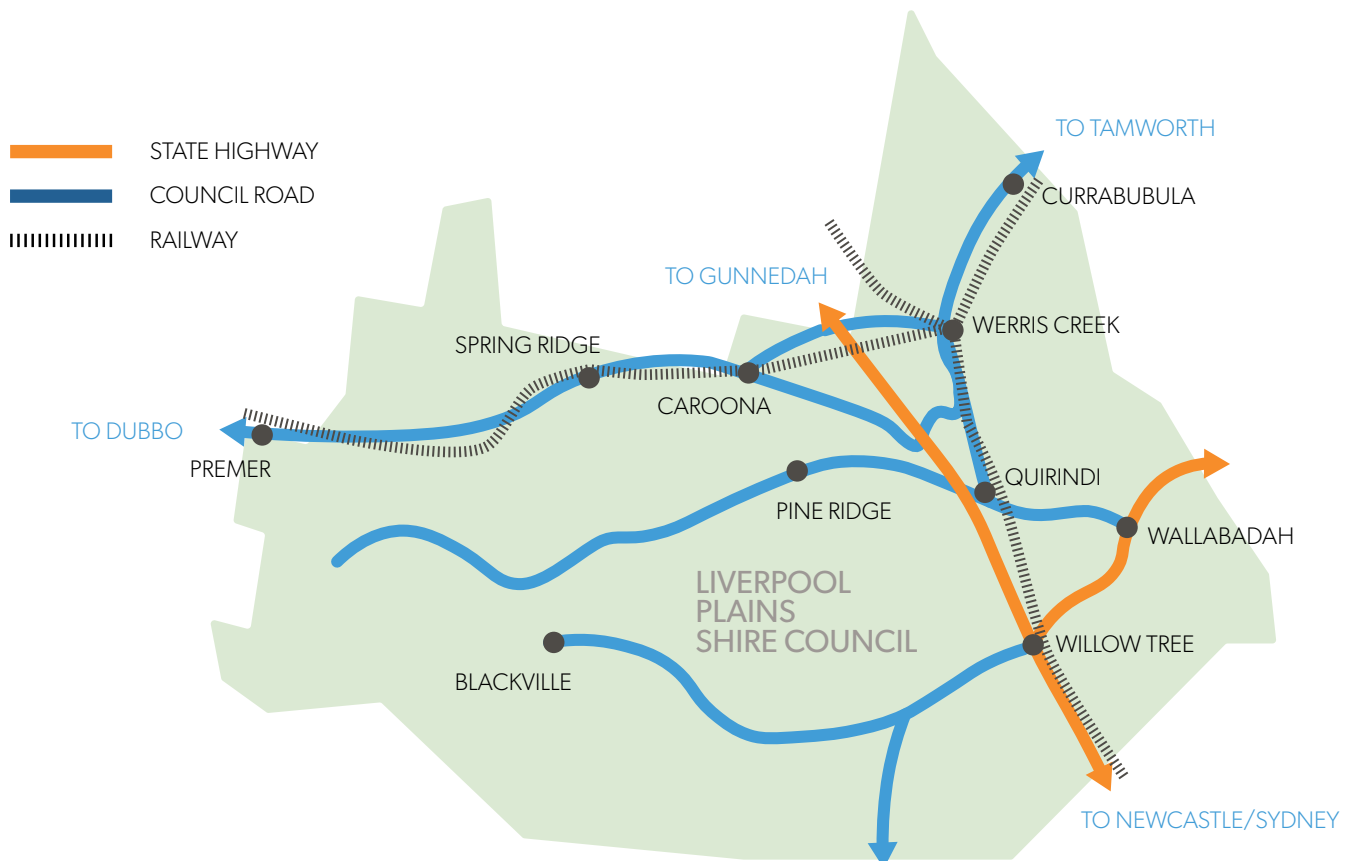 STATE HIGHWAY
COUNCIL ROAD
RAILWAY
TO TAMWORTH
CURRABUBULA
TO GUNNEDAH
WERRIS CREEK
SPRING RIDGE
CAROONA
TO DUBBO
PREMER
QUIRINDI
PINE RIDGE
WALLABADAH
LIVERPOOL
PLAINS
SHIRE COUNCIL
WILLOW TREE
BLACKVILLE
TO NEWCASTLE/SYDNEY